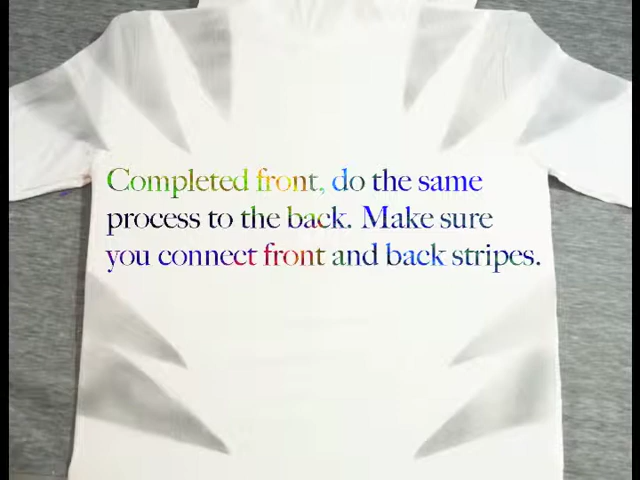 Completed front, do the same
process to the back. Make sure
you connect front and back stripes.